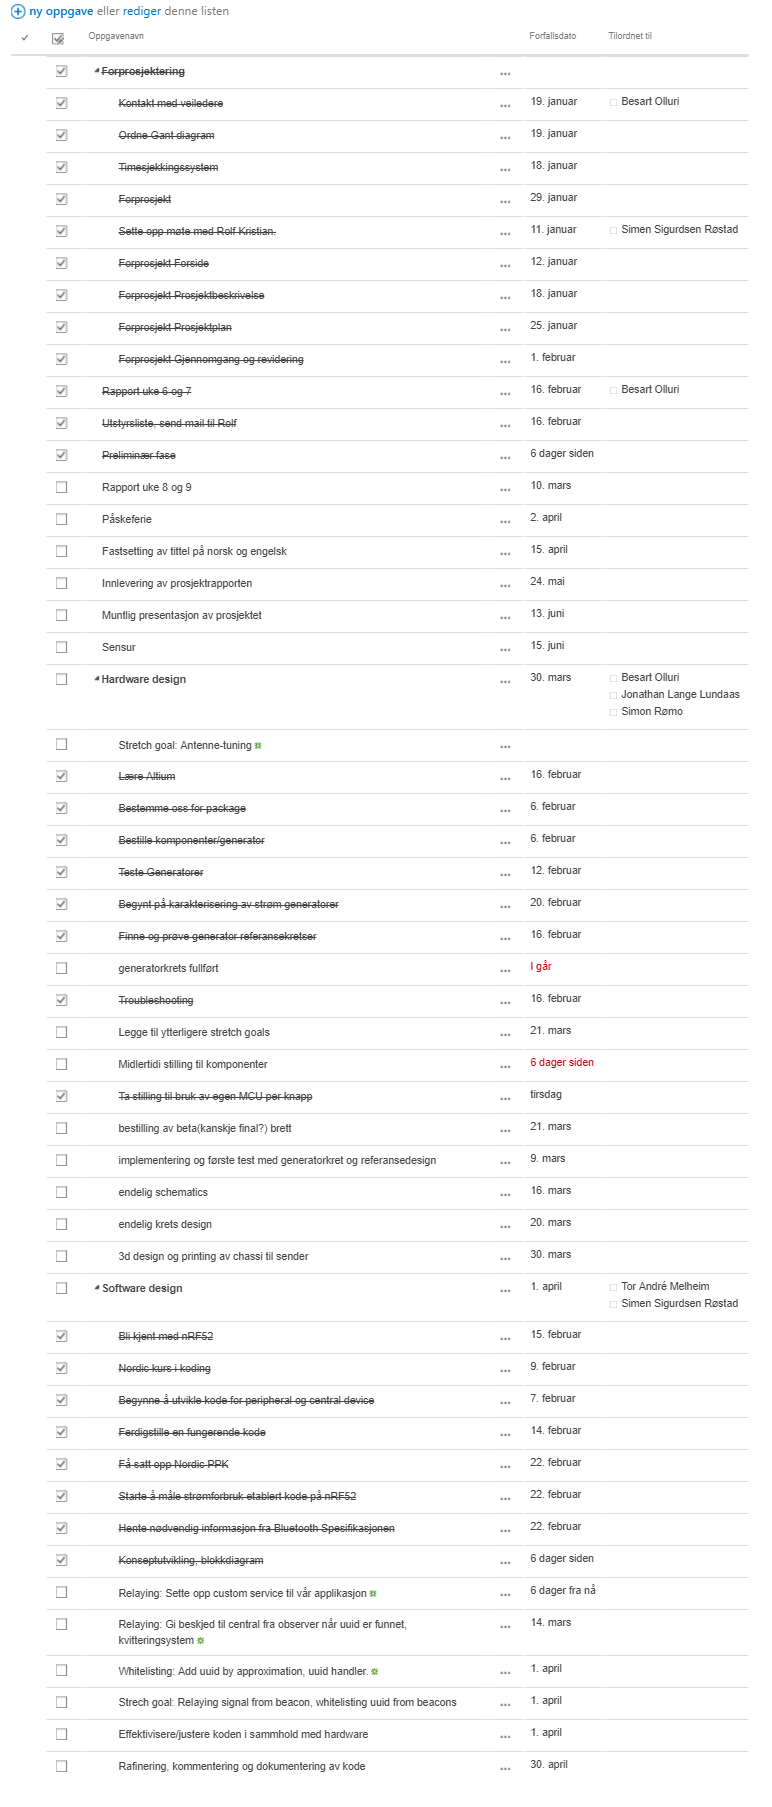 ny oppgave eller rediger denne listen
Oppgavenavn Forfallsdato Tilordnet til
Forprosjektering ...
Kontakt med veiledere ... 19. januar Besart Olluri
Ordne Gant diagram ... 19. januar
Timesjekkingssystem ... 18. januar
Forprosjekt ... 29. januar
Sette opp møte med Rolf Kristian. ... 11. januar Simen Sigurdsen Røstad
Forprosjekt Forside ... 12. januar
Forprosjekt Prosjektbeskrivelse ... 18. januar
Forprosjekt Prosjektplan ... 25. januar
Forprosjekt Gjennomgang og revidering ... 1. februar
Rapport uke 6 og 7 ... 16. februar Besart Olluri
Utstyrsliste, send mail til Rolf ... 16. februar
Preliminær fase ... 6 dager siden
Rapport uke 8 og 9 ... 10. mars
Påskeferie ... 2. april
Fastsetting av tittel på norsk og engelsk ... 15. april
Innlevering av prosjektrapporten ... 24. mai
Muntlig presentasjon av prosjektet ... 13. juni
Sensur ... 15. juni
Hardware design ... 30. mars Besart Olluri
Jonathan Lange Lundaas
Simon Rømo
Stretch goal: Antenne-tuning ...
Lære Altium ... 16. februar
Bestemme oss for package ... 6. februar
Bestille komponenter/generator ... 6. februar
Teste Generatorer ... 12. februar
Begynt på karakterisering av strøm generatorer ... 20. februar
Finne og prøve generator referansekretser ... 16. februar
generatorkrets fullført ... I går
Troubleshooting ... 16. februar
Legge til ytterligere stretch goals ... 21. mars
Midlertidi stilling til komponenter ... 6 dager siden
Ta stilling til bruk av egen MCU per knapp ... tirsdag
bestilling av beta(kanskje final?) brett ... 21. mars
implementering og første test med generatorkret og referansedesign ... 9. mars
endelig schematics ... 16. mars
endelig krets design ... 20. mars
3d design og printing av chassi til sender ... 30. mars
Software design ... 1. april Tor André Melheim
Simen Sigurdsen Røstad
Bli kjent med nRF52 ... 15. februar
Nordic kurs i koding ... 9. februar
Begynne å utvikle kode for peripheral og central device ... 7. februar
Ferdigstille en fungerende kode ... 14. februar
Få satt opp Nordic PPK ... 22. februar
Starte å måle strømforbruk etablert kode på nRF52 ... 22. februar
Hente nødvendig informasjon fra Bluetooth Spesifikasjonen ... 22. februar
Konseptutvikling, blokkdiagram ... 6 dager siden
Relaying: Sette opp custom service til vår applikasjon ... 6 dager fra nå
Relaying: Gi beskjed til central fra observer når uuid er funnet, ... 14. mars
kvitteringsystem
Whitelisting: Add uuid by approximation, uuid handler. ... 1. april
Strech goal: Relaying signal from beacon, whitelisting uuid from beacons ... 1. april
Effektivisere/justere koden i sammhold med hardware ... 1. april
Rafinering, kommentering og dokumentering av kode ... 30. april